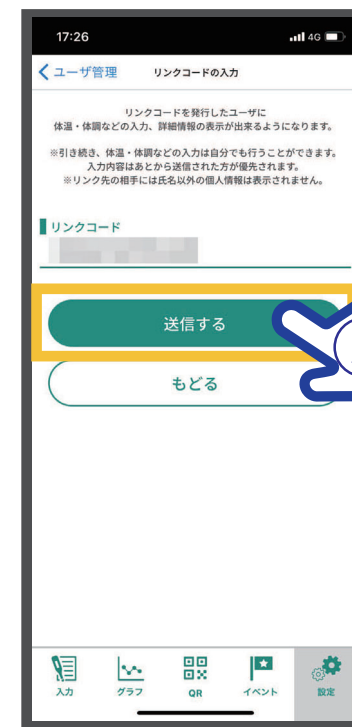 17:26
4G
ユーザ管理
リンクコードの入力
リンクコードを発行したユーザに
体温・体調などの入力、詳細情報の表示が出来るようになります。
※引き続き、体温・体調などの入力は自分でも行うことができます。
入力内容はあとから送信された方が優先されます。
※リンク先の相手には氏名以外の個人情報は表示されません。
リンクコード
送信する
もどる
入力
グラフ
QR
イベント
設定